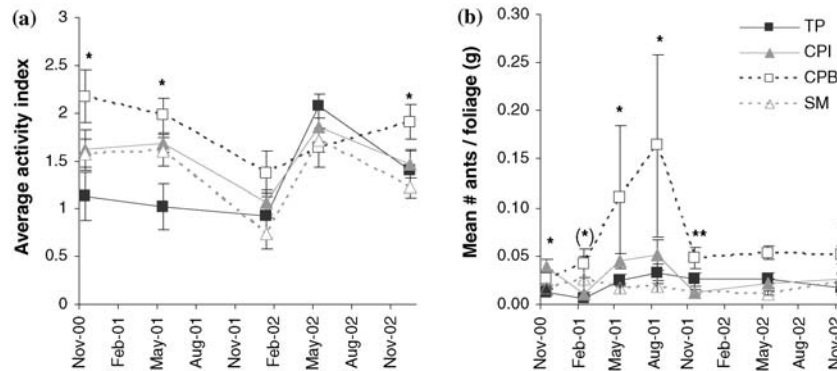 (a)
Average activity index
3
2.5
2
1.5
1
0.5
0
*
*
*
Nov-00
Feb-01
May-01
Aug-01
Nov-01
Feb-02
May-02
Aug-02
Nov-02
(b)
Mean # ants / foliage (g)
0.30
0.25
0.20
0.15
0.10
0.05
0.00
*
(*)
*
*
**
TP
CPI
CPB
SM
Nov-00
Feb-01
May-01
Aug-01
Nov-01
Feb-02
May-02
Aug-02
Nov-02